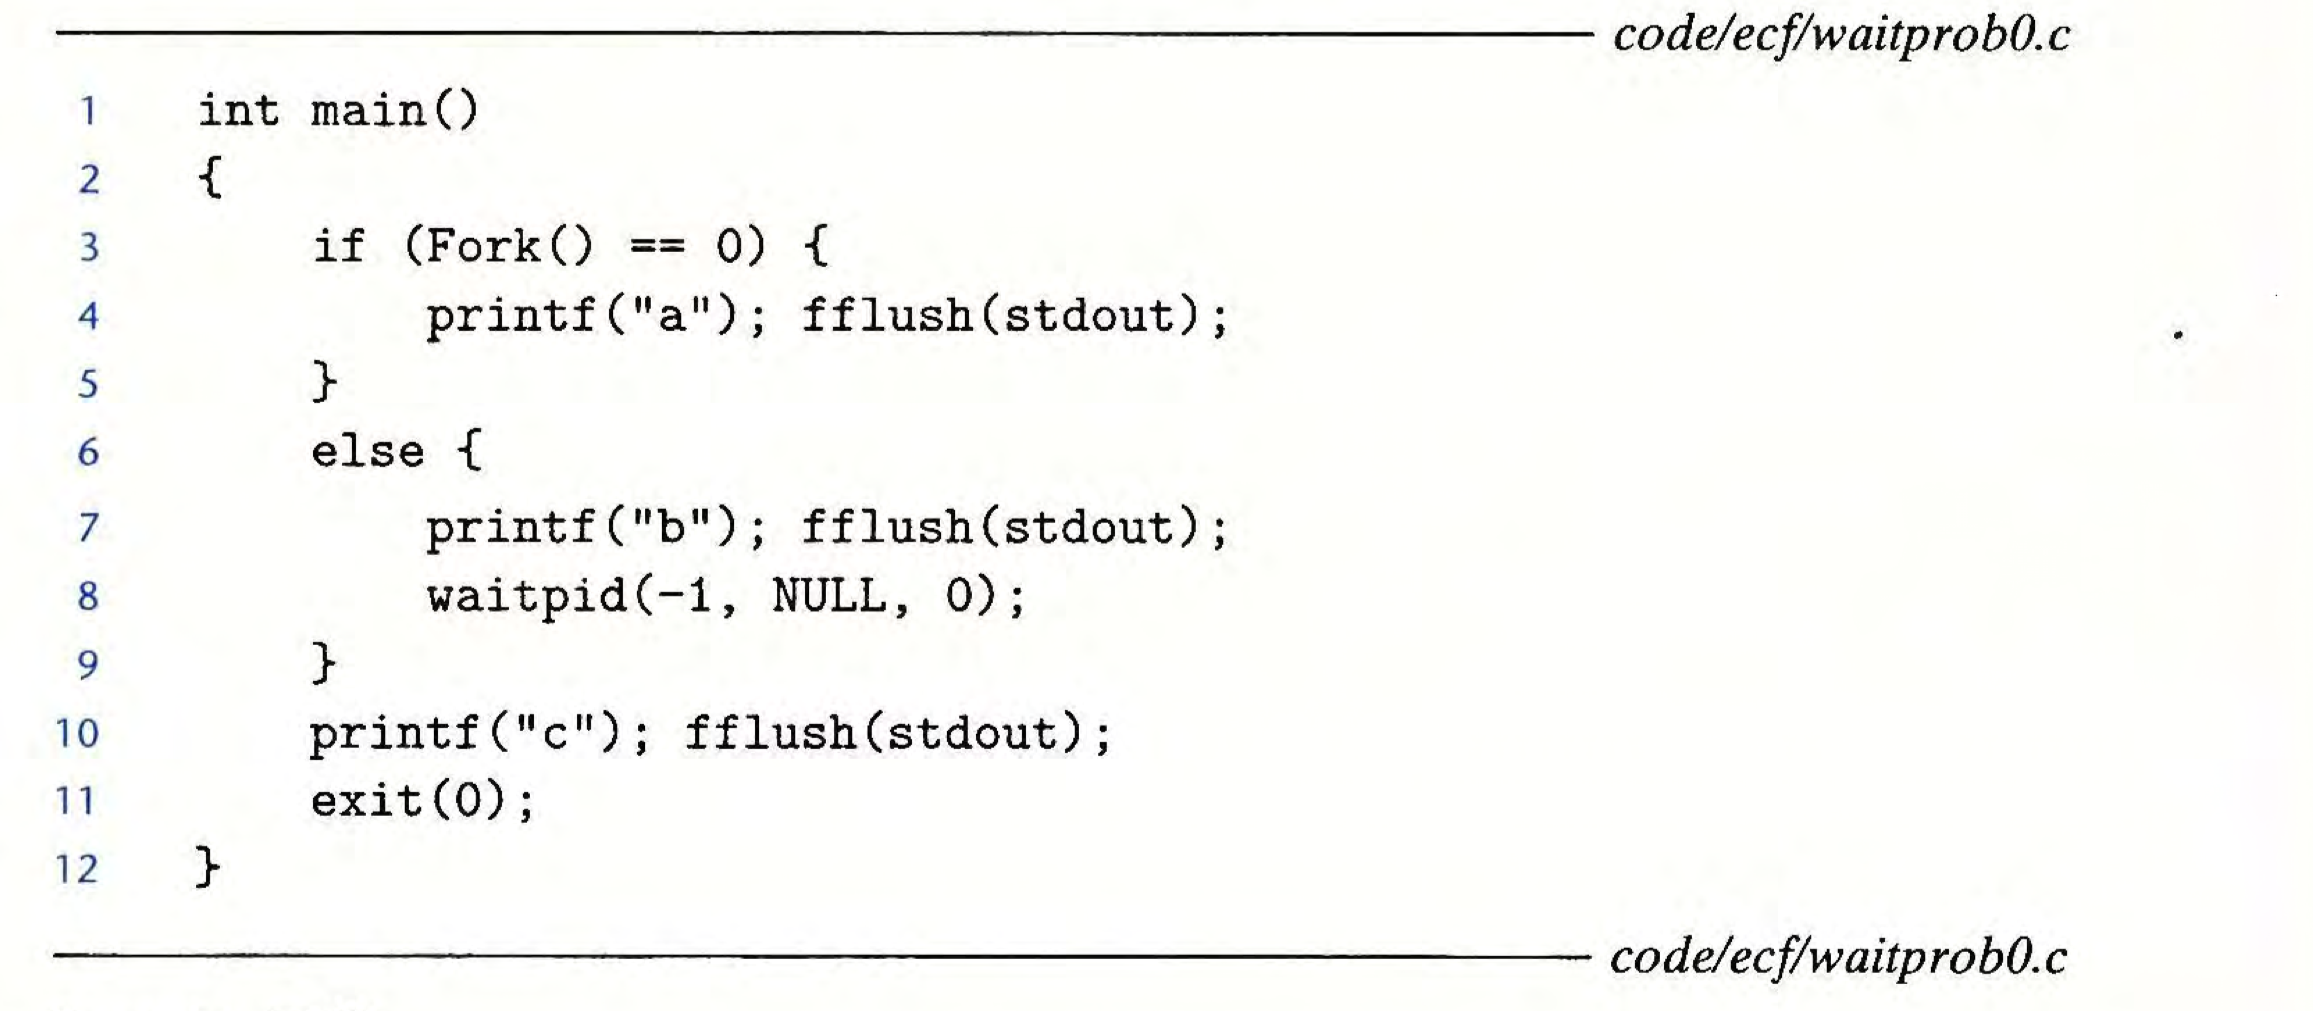 code/ecf/waitprob0.c
1 int main()
2 {
3 if (Fork() == 0) {
4 printf("a"); fflush(stdout);
5 }
6 else {
7 printf("b"); fflush(stdout);
8 waitpid(-1, NULL, 0);
9 }
10 printf("c"); fflush(stdout);
11 exit(0);
12 }
code/ecf/waitprob0.c